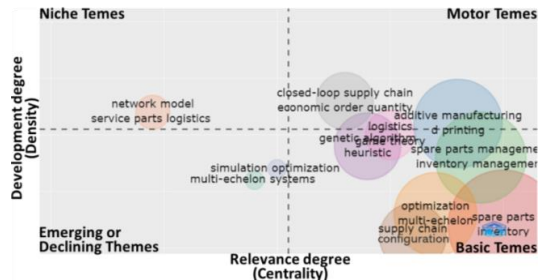 Niche Temes
Motor Temes
Development degree
(Density)
closed-loop supply chain
economic order quantity
network model
service parts logistics
additive manufacturing
d printing
logistics
genetic algorithm
game theory
heuristic
spare parts manageme
inventory managemen
simulation optimization
multi-echelon systems
optimization
multi-echelon
spare parts
inventory
supply chain
configuration
Emerging or
Declining Themes
Basic Temes
Relevance degree
(Centrality)